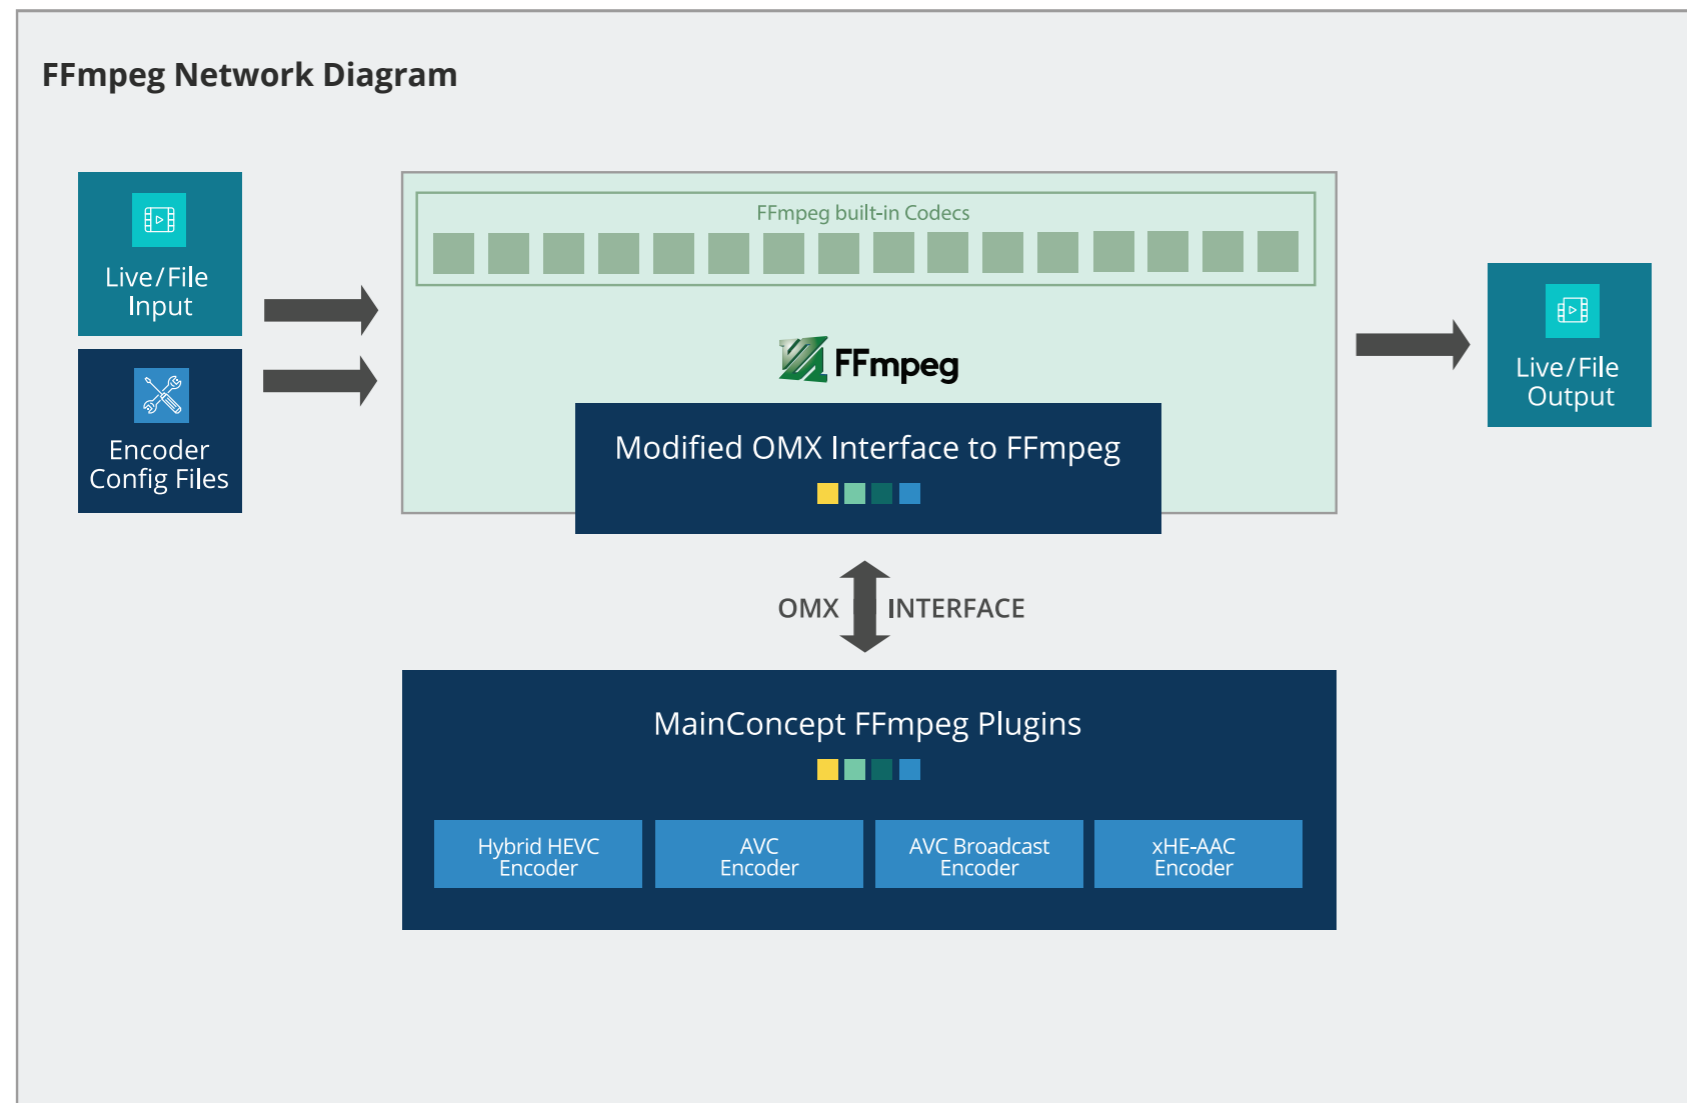 FFmpeg Network Diagram
Live/File
Input
Encoder
Config Files
FFmpeg built-in Codecs
FFmpeg
Modified OMX Interface to FFmpeg
OMX INTERFACE
MainConcept FFmpeg Plugins
Hybrid HEVC
Encoder
AVC
Encoder
AVC Broadcast
Encoder
xHE-AAC
Encoder
Live/File
Output